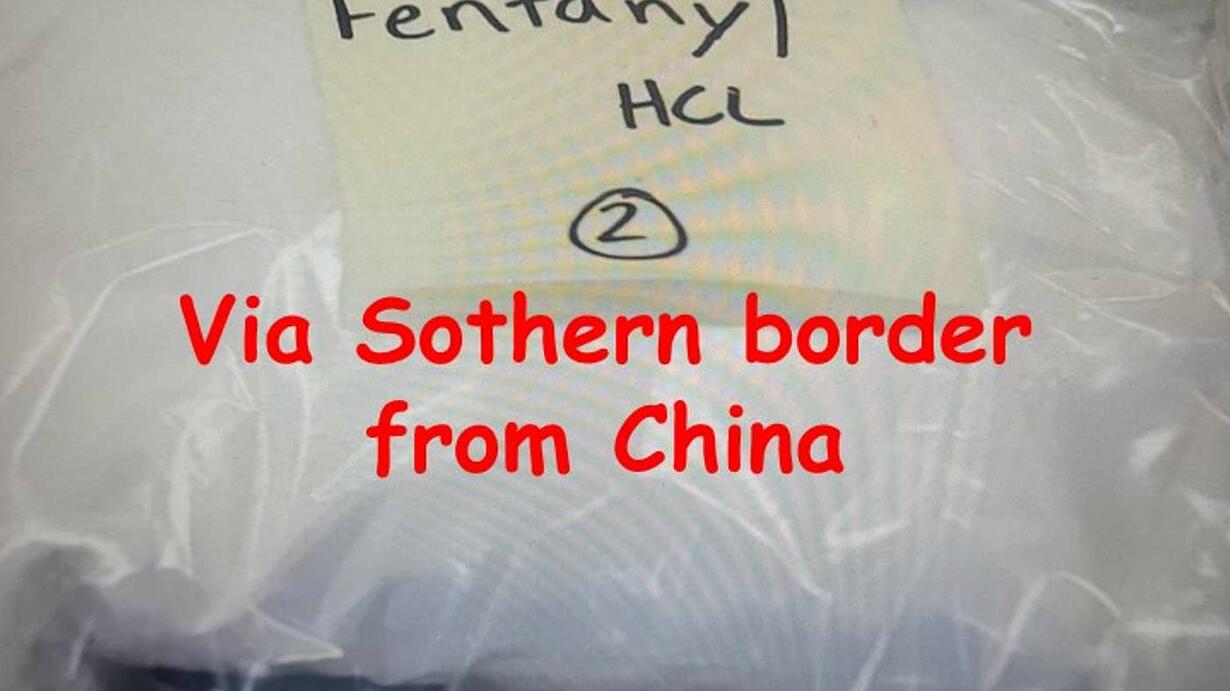 Fentanyl
HCL
2
Via Sothern border
from China